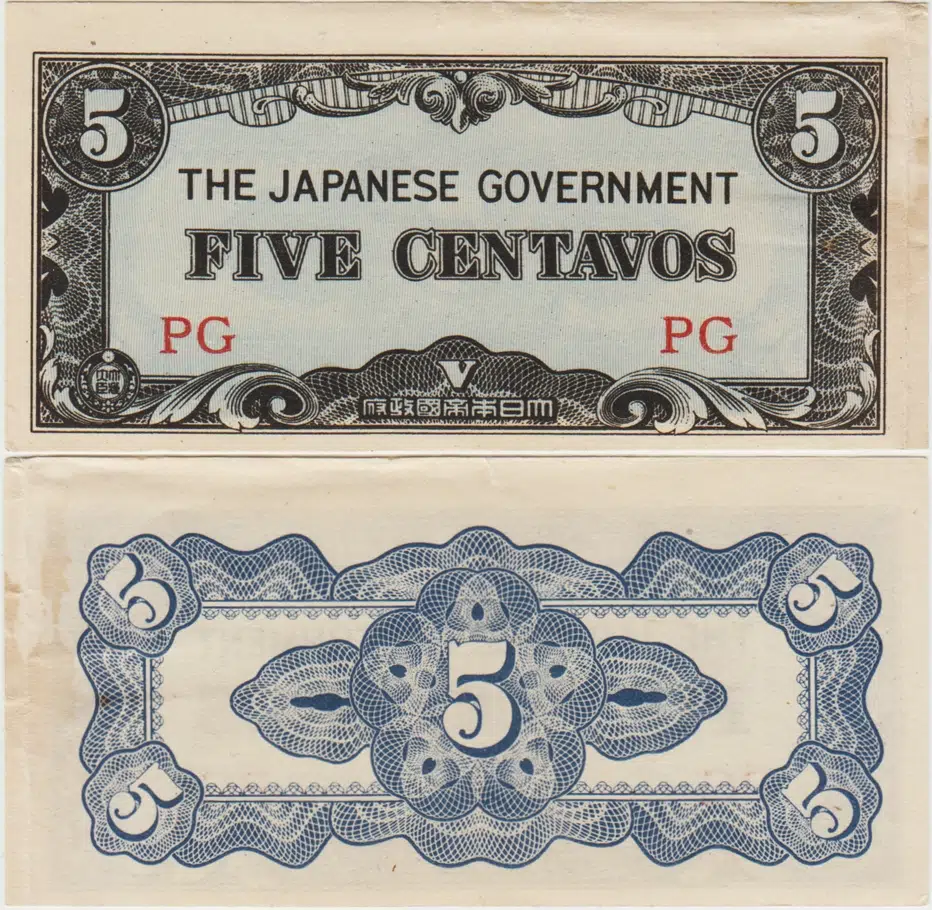 5 5
THE JAPANESE GOVERNMENT
FIVE CENTAVOS
PG PG
V
大日本帝國政府
5 5
5
5 5